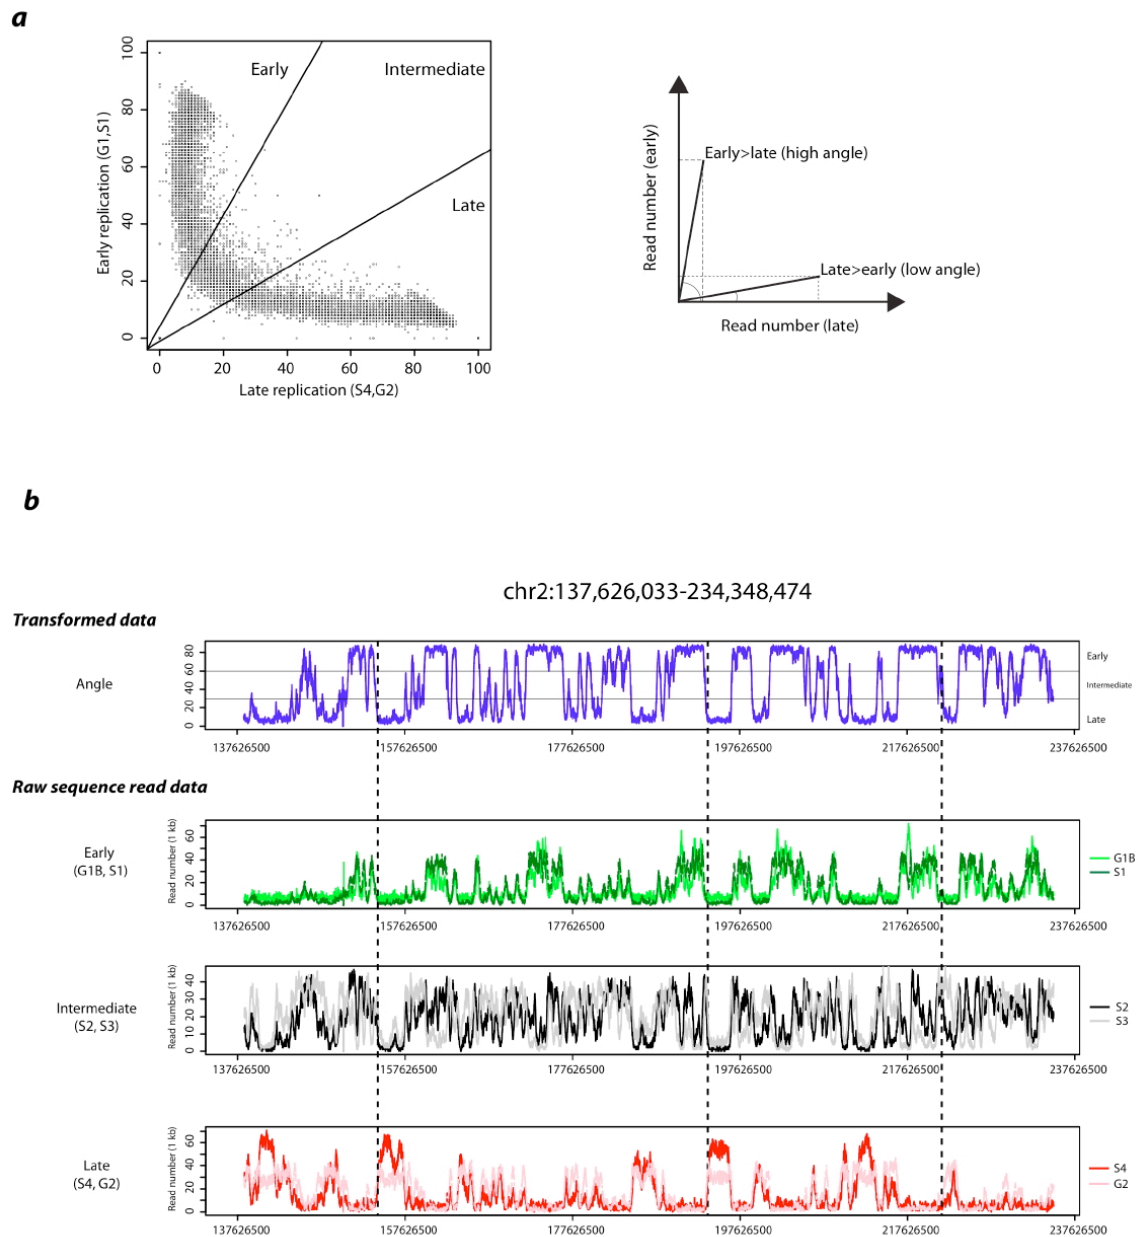 a
Early replication (G1,S1)
100
80
60
40
20
0
Early
Intermediate
Late
0 20 40 60 80 100
Late replication (S4,G2)
Read number (early)
Early>late (high angle)
Late>early (low angle)
Read number (late)
b
chr2:137,626,033-234,348,474
Transformed data
Angle
80
60
40
20
0
Early
Intermediate
Late
137626500 157626500 177626500 197626500 217626500 237626500
Raw sequence read data
Early
(G1B, S1)
Read number (1 kb)
60
40
20
0
G1B
S1
137626500 157626500 177626500 197626500 217626500 237626500
Intermediate
(S2, S3)
Read number (1 kb)
40
30
20
10
0
S2
S3
137626500 157626500 177626500 197626500 217626500 237626500
Late
(S4, G2)
Read number (1 kb)
60
40
20
0
S4
G2
137626500 157626500 177626500 197626500 217626500 237626500